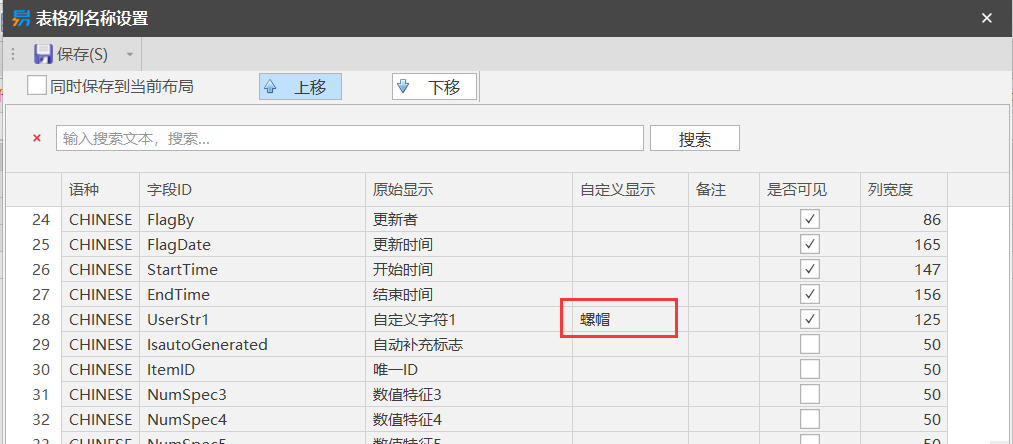 表格列名称设置
保存(S)
同时保存到当前布局 上移 下移
输入搜索文本，搜索... 搜索
语种 字段ID 原始显示 自定义显示 备注 是否可见 列宽度
24 CHINESE FlagBy 更新者 86
25 CHINESE FlagDate 更新时间 165
26 CHINESE StartTime 开始时间 147
27 CHINESE EndTime 结束时间 156
28 CHINESE UserStr1 自定义字符1 螺帽 125
29 CHINESE IsautoGenerated 自动补充标志 50
30 CHINESE ItemID 唯一ID 50
31 CHINESE NumSpec3 数值特征3 50
32 CHINESE NumSpec4 数值特征4 50
33 CHINESE NumSpec5 数值特征5 50